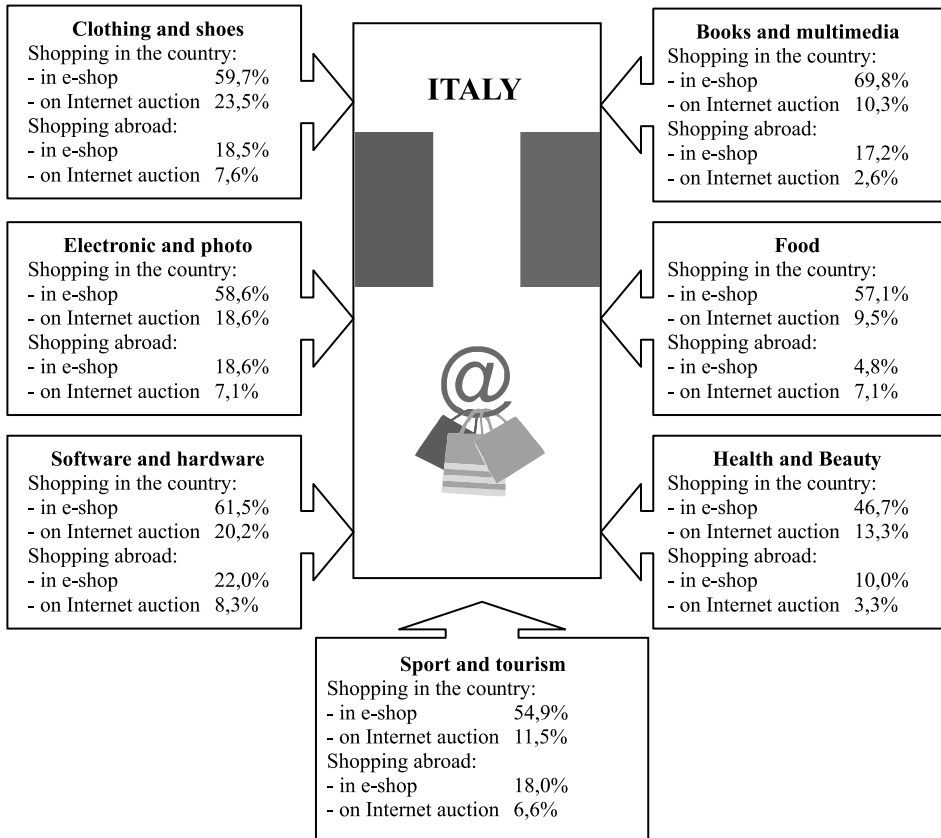 Clothing and shoes
Shopping in the country:
- in e-shop 59,7%
- on Internet auction 23,5%
Shopping abroad:
- in e-shop 18,5%
- on Internet auction 7,6%
ITALY
Books and multimedia
Shopping in the country:
- in e-shop 69,8%
- on Internet auction 10,3%
Shopping abroad:
- in e-shop 17,2%
- on Internet auction 2,6%
Electronic and photo
Shopping in the country:
- in e-shop 58,6%
- on Internet auction 18,6%
Shopping abroad:
- in e-shop 18,6%
- on Internet auction 7,1%
@
Food
Shopping in the country:
- in e-shop 57,1%
- on Internet auction 9,5%
Shopping abroad:
- in e-shop 4,8%
- on Internet auction 7,1%
Software and hardware
Shopping in the country:
- in e-shop 61,5%
- on Internet auction 20,2%
Shopping abroad:
- in e-shop 22,0%
- on Internet auction 8,3%
Health and Beauty
Shopping in the country:
- in e-shop 46,7%
- on Internet auction 13,3%
Shopping abroad:
- in e-shop 10,0%
- on Internet auction 3,3%
Sport and tourism
Shopping in the country:
- in e-shop 54,9%
- on Internet auction 11,5%
Shopping abroad:
- in e-shop 18,0%
- on Internet auction 6,6%